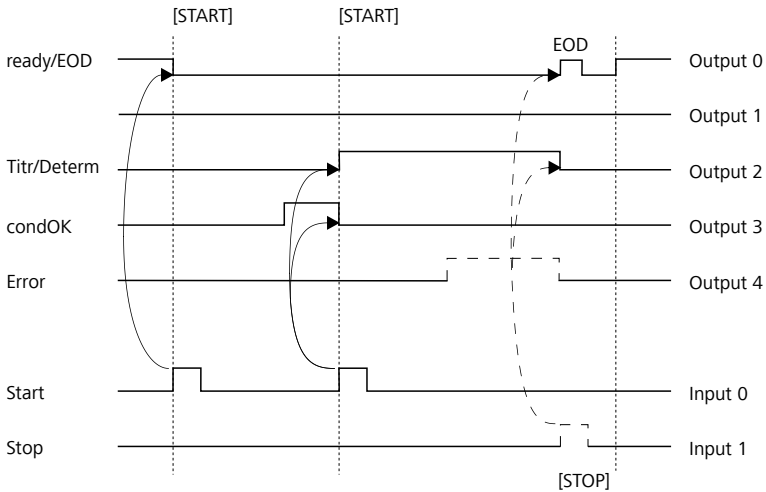 [START] [START]
EOD
ready/EOD Output 0
Output 1
Titr/Determ Output 2
condOK Output 3
Error Output 4
Start Input 0
Stop Input 1
[STOP]